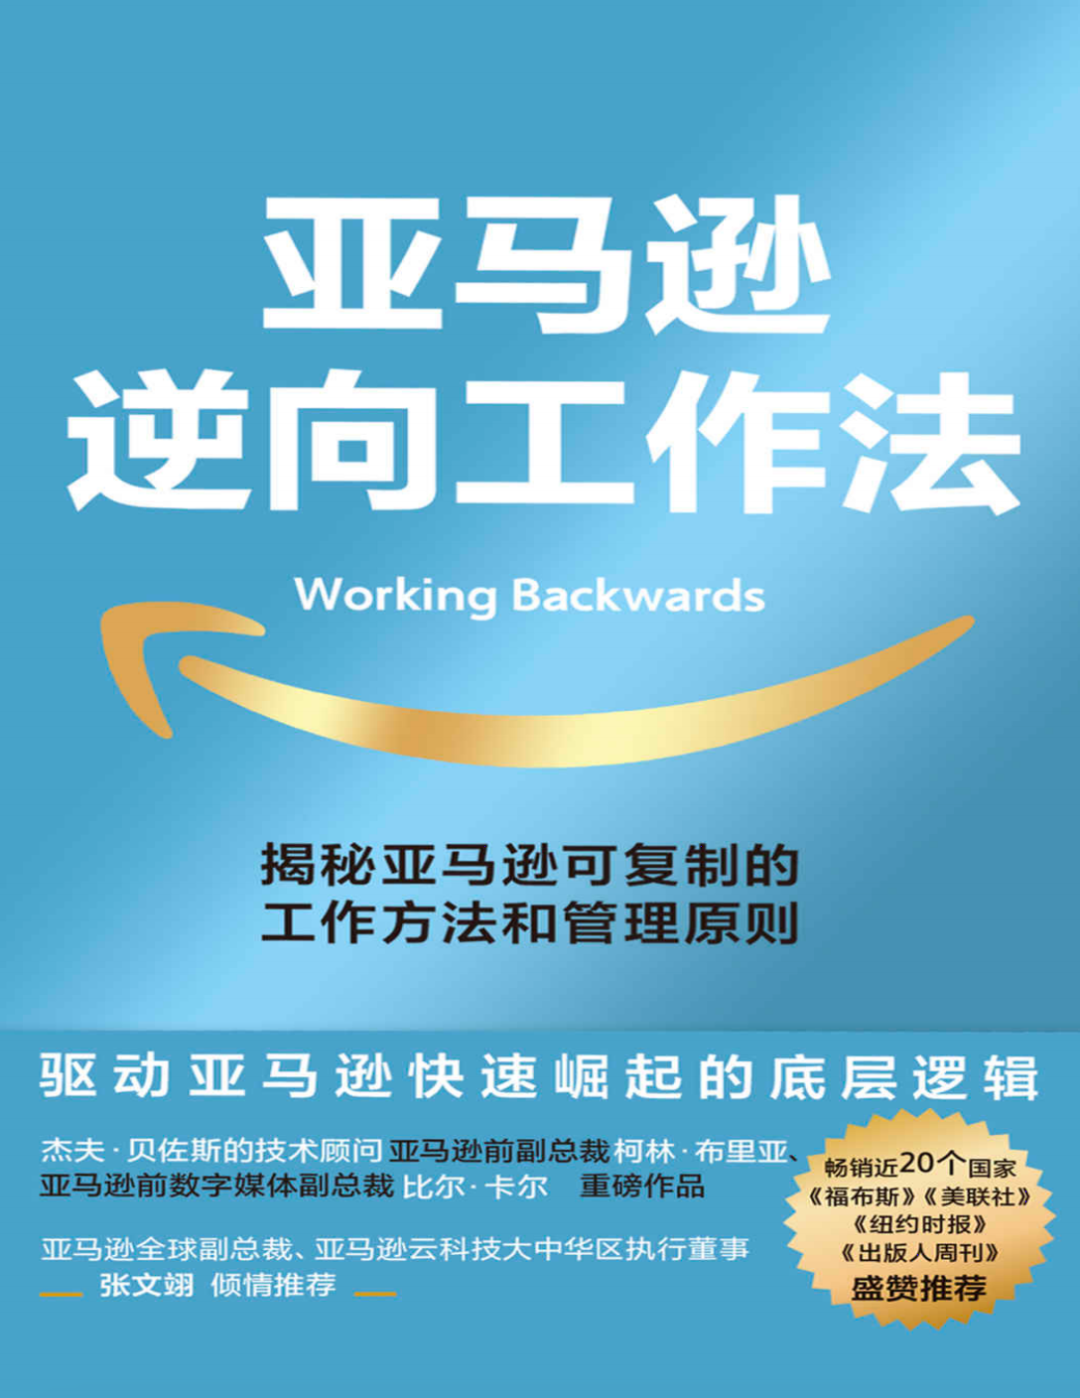 亚马逊
逆向工作法
Working Backwards
揭秘亚马逊可复制的
工作方法和管理原则
驱动亚马逊快速崛起的底层逻辑
杰夫·贝佐斯的技术顾问 亚马逊前副总裁 柯林·布里亚、
亚马逊前数字媒体副总裁 比尔·卡尔 重磅作品
亚马逊全球副总裁、亚马逊云科技大中华区执行董事
张文翊 倾情推荐
畅销近20个国家
《福布斯》《美联社》
《纽约时报》
《出版人周刊》
盛赞推荐